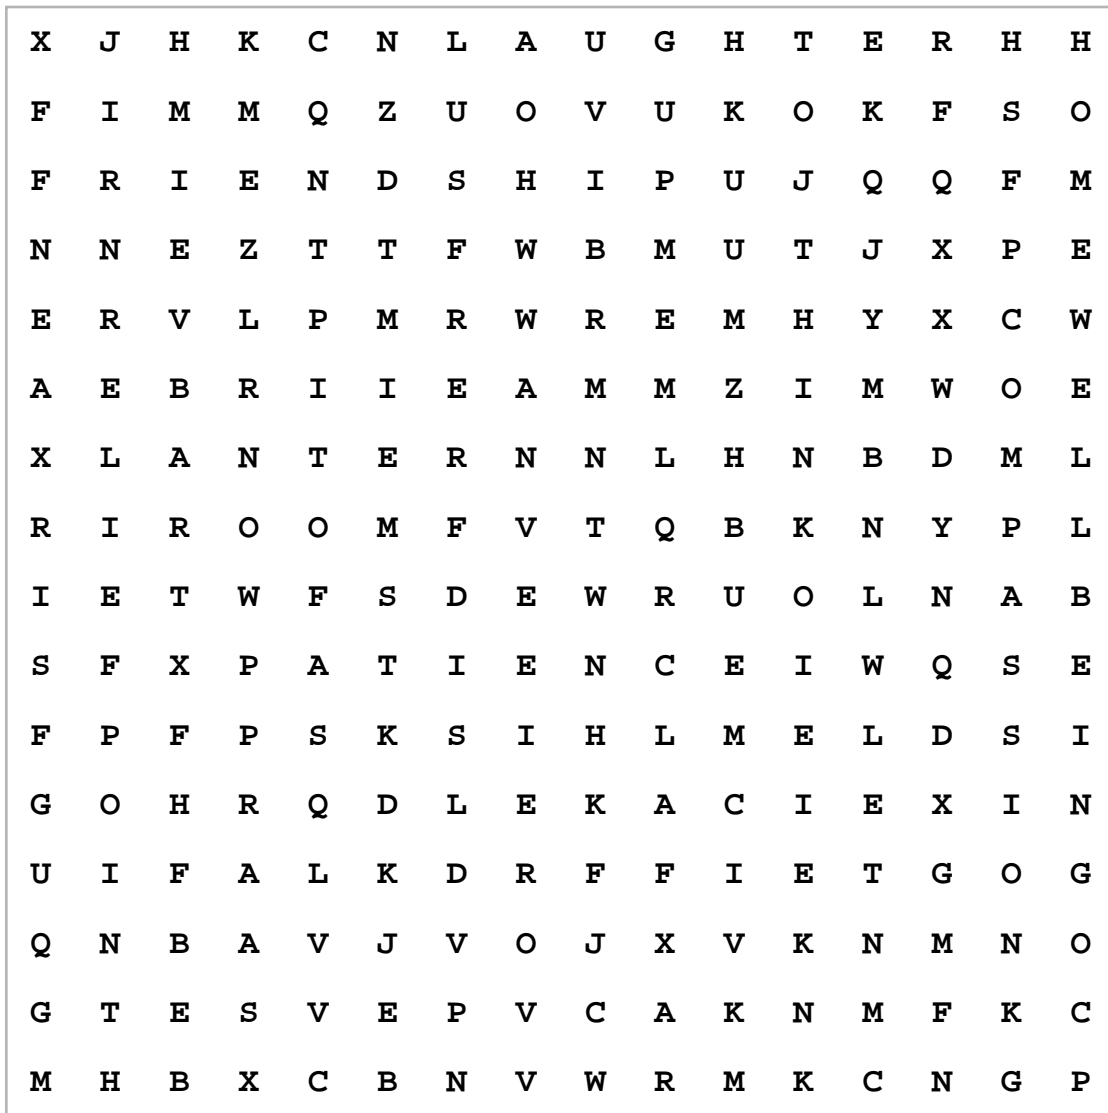 X J H K C N L A U G H T E R H H
F I M M Q Z U O V U K O K F S O
F R I E N D S H I P U J Q Q F M
N N E Z T T F W B M U T J X P E
E R V L P M R W R E M H Y X C W
A E B R I I E A M M Z I M W O E
X L A N T E R N N L H N B D M L
R I R O O M F V T Q B K N Y P L
I E T W F S D E W R U O L N A B
S F X P A T I E N C E I W Q S E
F P F P S K S I H L M E L D S I
G O H R Q D L E K A C I E X I N
U I F A L K D R F F I E T G O G
Q N B A V J V O J X V K N M N O
G T E S V E P V C A K N M F K C
M H B X C B N V W R M K C N G P